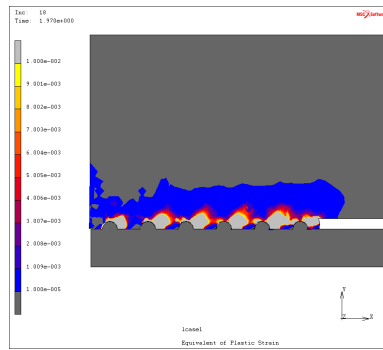 Inc: 18
Time: 1.970e+000
MSC Software
1.000e-002
9.001e-003
8.002e-003
7.003e-003
6.004e-003
5.005e-003
4.006e-003
3.007e-003
2.008e-003
1.009e-003
1.000e-005
Y
Z
lcase1
Equivalent of Plastic Strain